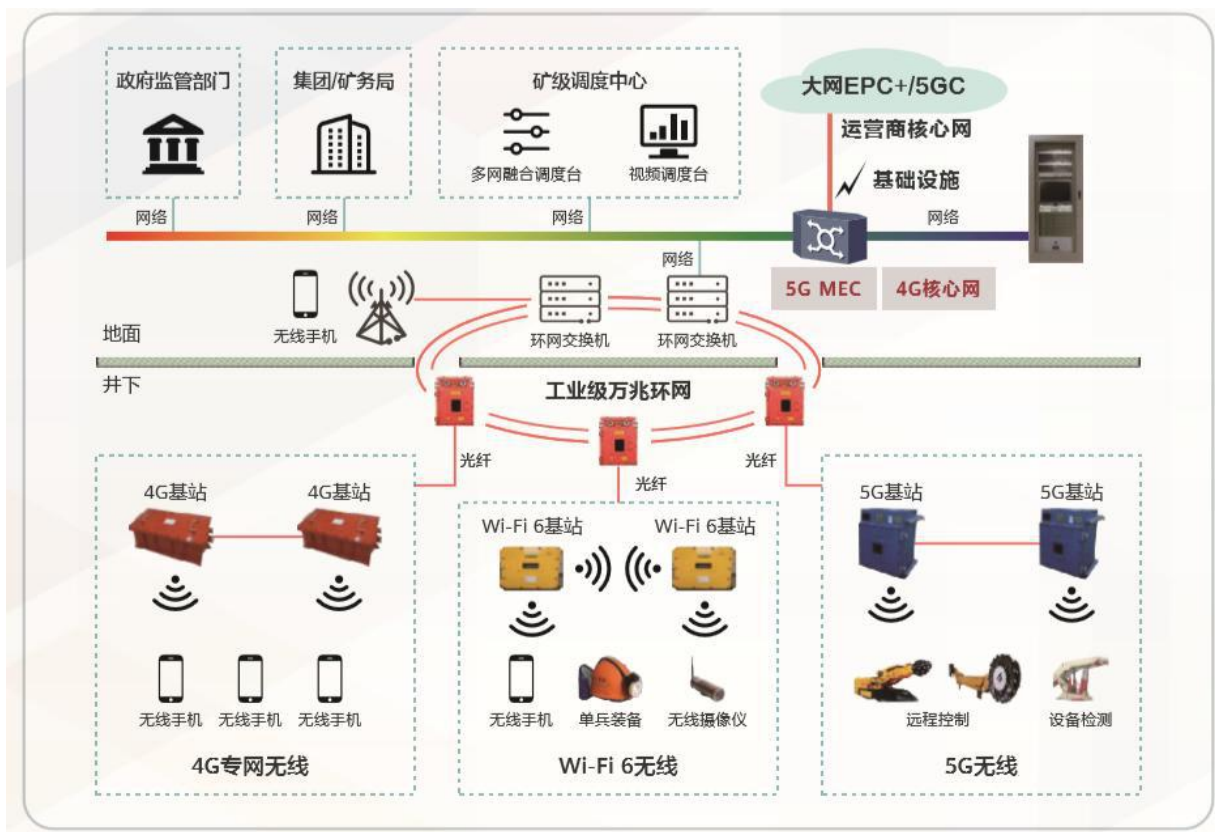 政府监管部门
集团/矿务局
矿级调度中心
多网融合调度台
视频调度台
大网EPC+/5GC
运营商核心网
基础设施
网络
网络
网络
网络
网络
5G MEC
4G核心网
无线手机
环网交换机
环网交换机
地面
井下
工业级万兆环网
光纤
光纤
光纤
4G基站
4G基站
无线手机
无线手机
无线手机
4G专网无线
Wi-Fi 6基站
Wi-Fi 6基站
无线手机
单兵装备
无线摄像仪
Wi-Fi 6无线
5G基站
5G基站
远程控制
设备检测
5G无线